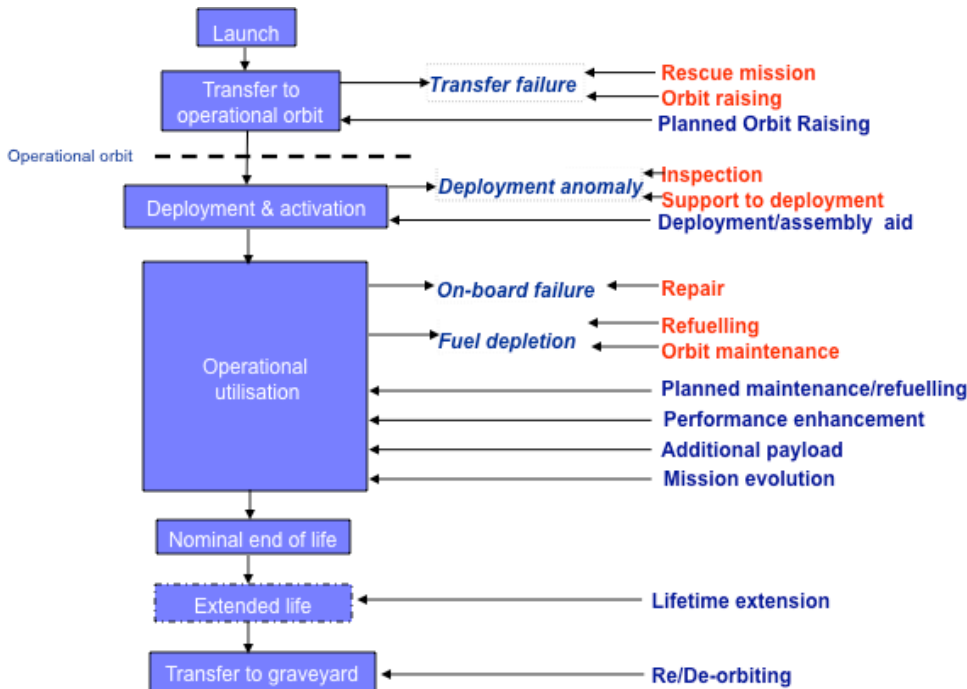 Launch
Transfer to
operational orbit
Transfer failure
Rescue mission
Orbit raising
Planned Orbit Raising
Operational orbit
Deployment & activation
Deployment anomaly
Inspection
Support to deployment
Deployment/assembly aid
Operational
utilisation
On-board failure
Repair
Fuel depletion
Refuelling
Orbit maintenance
Planned maintenance/refuelling
Performance enhancement
Additional payload
Mission evolution
Nominal end of life
Extended life
Lifetime extension
Transfer to graveyard
Re/De-orbiting